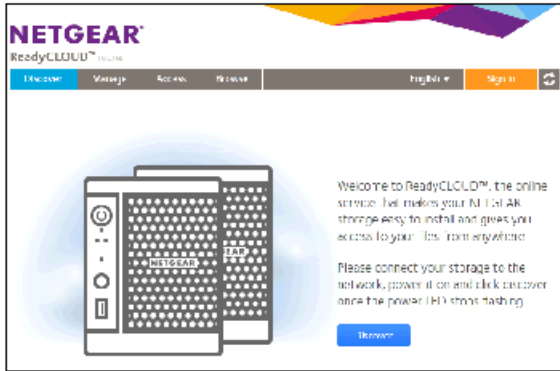 NETGEAR®
ReadyCLOUD™
Discover Manage Access Browse English ▾ Sign In
NETGEAR
GEAR
Welcome to ReadyCLOUD™, the online
service that makes your NETGEAR
storage easy to install and gives you
access to your files from anywhere
Please connect your storage to the
network, power it on and click discover
once the power LED stops flashing
Discover